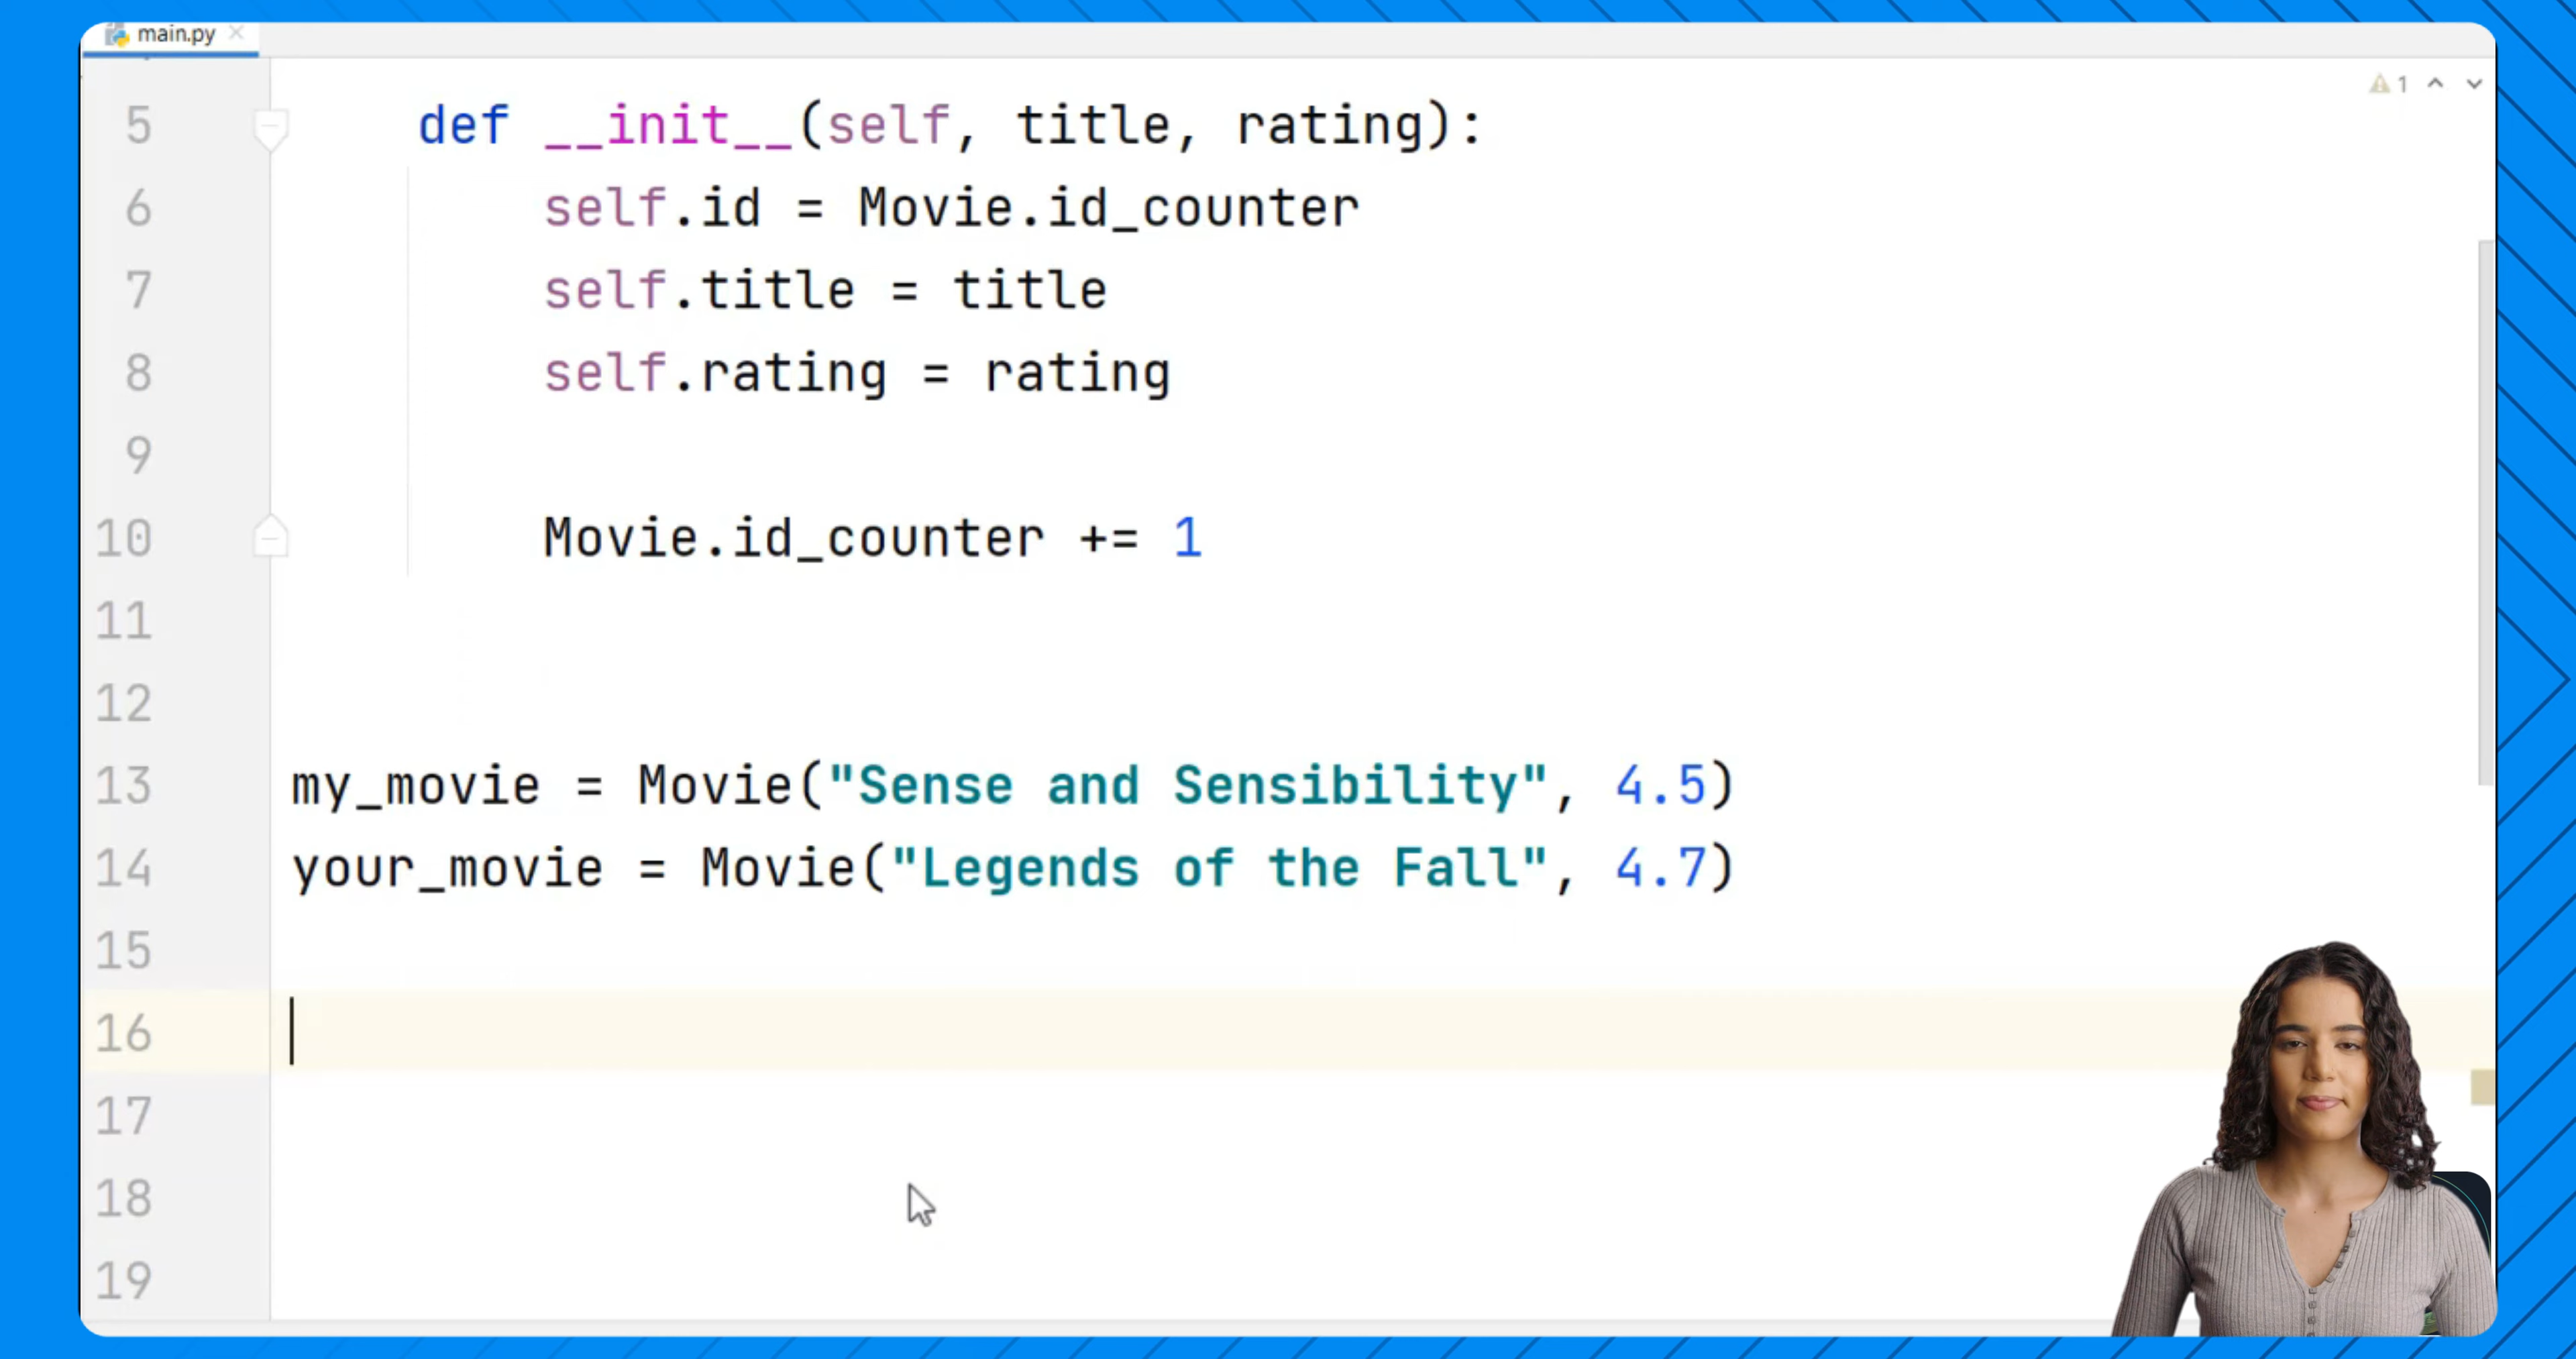 main.py
1
5 def __init__(self, title, rating):
6 self.id = Movie.id_counter
7 self.title = title
8 self.rating = rating
9
10 Movie.id_counter += 1
11
12
13 my_movie = Movie("Sense and Sensibility", 4.5)
14 your_movie = Movie("Legends of the Fall", 4.7)
15
16
17
18
19